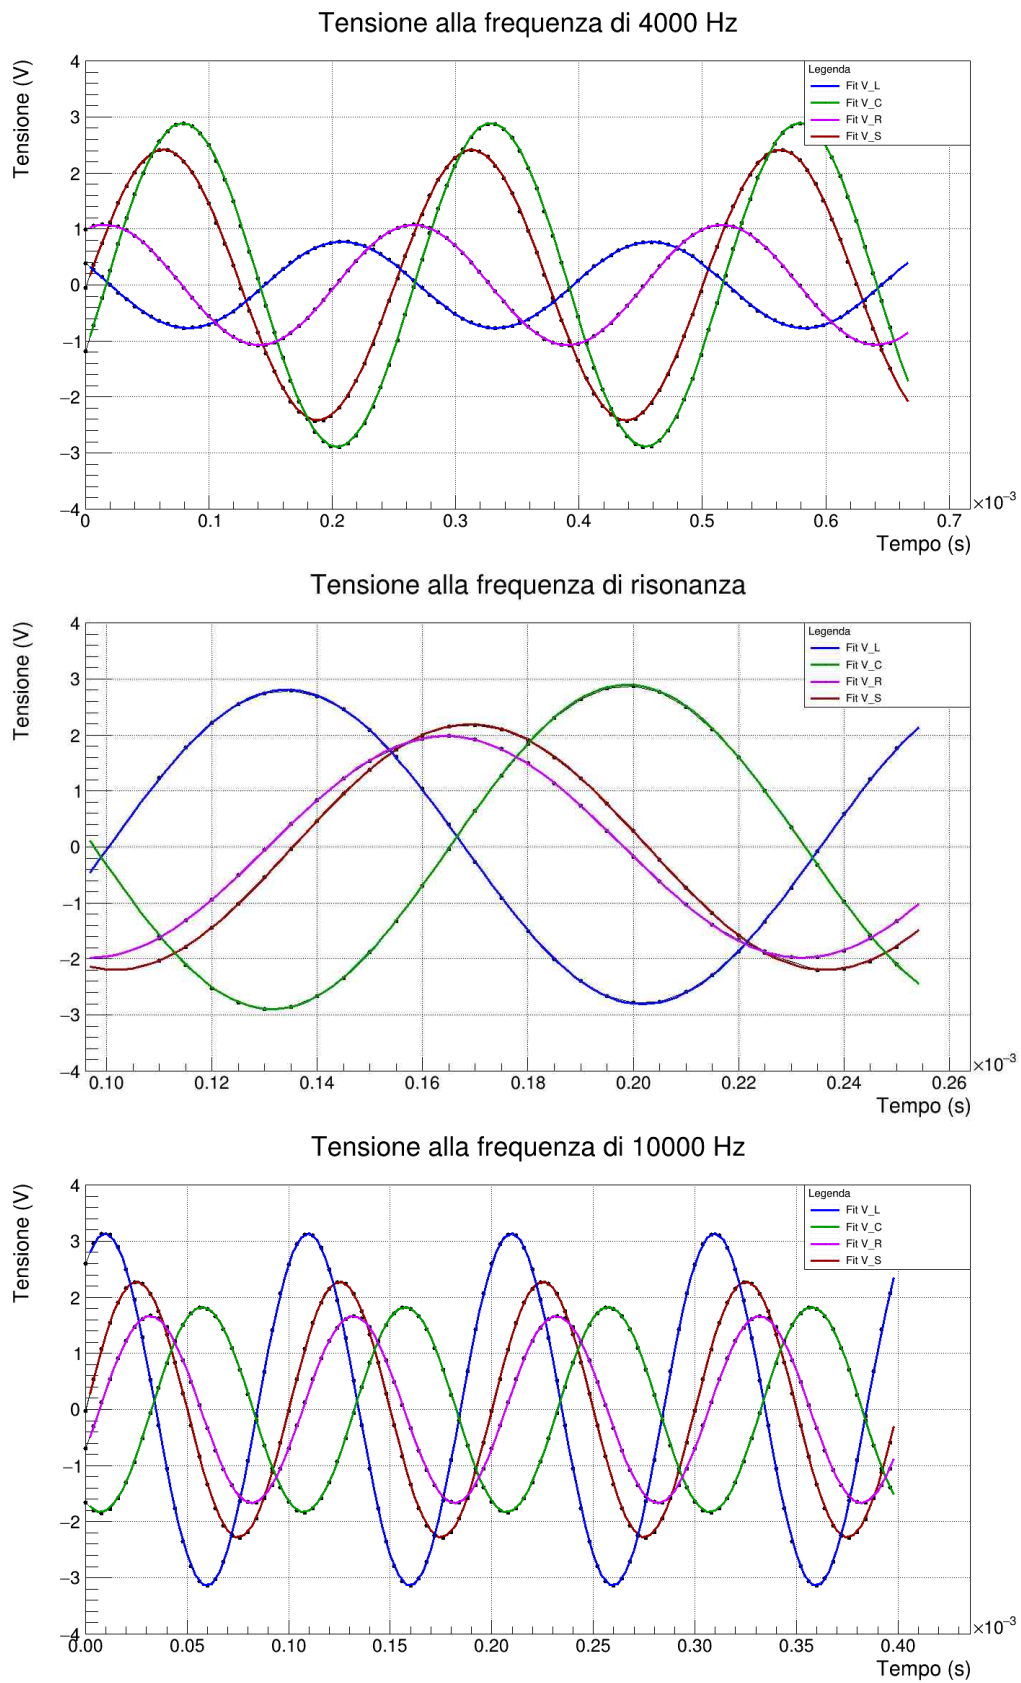 Tensione alla frequenza di 4000 Hz
Tensione (V)
Legenda
Fit V_L
Fit V_C
Fit V_R
Fit V_S
4
3
2
1
0
−1
−2
−3
−4
0 0.1 0.2 0.3 0.4 0.5 0.6 0.7
×10⁻³
Tempo (s)
Tensione alla frequenza di risonanza
Tensione (V)
Legenda
Fit V_L
Fit V_C
Fit V_R
Fit V_S
4
3
2
1
0
−1
−2
−3
−4
0.10 0.12 0.14 0.16 0.18 0.20 0.22 0.24 0.26
×10⁻³
Tempo (s)
Tensione alla frequenza di 10000 Hz
Tensione (V)
Legenda
Fit V_L
Fit V_C
Fit V_R
Fit V_S
4
3
2
1
0
−1
−2
−3
−4
0.00 0.05 0.10 0.15 0.20 0.25 0.30 0.35 0.40
×10⁻³
Tempo (s)